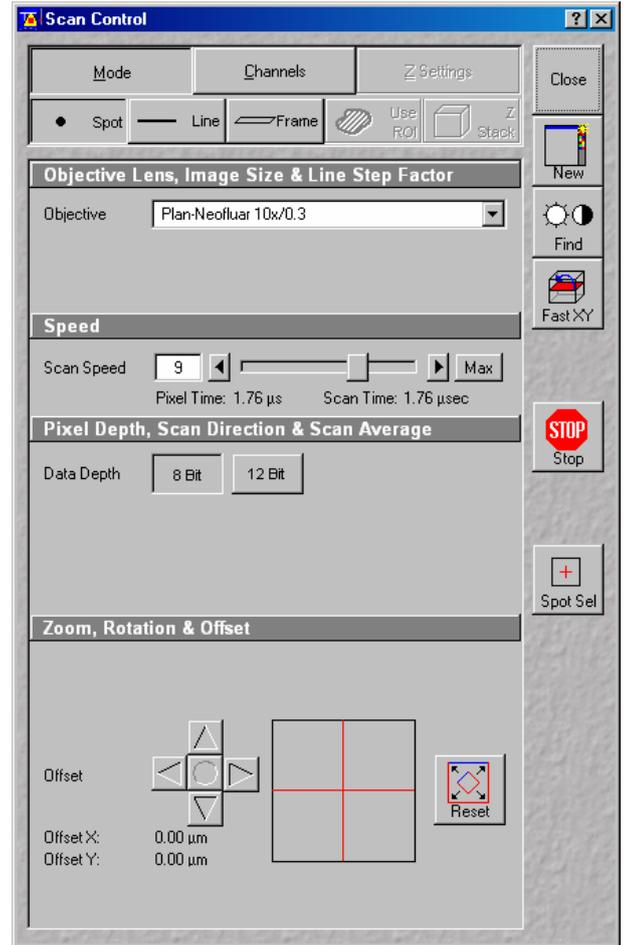 Scan Control
Mode
Channels
Z Settings
Close
Spot
Line
Frame
Use ROI
Z Stack
New
Objective Lens, Image Size & Line Step Factor
Objective
Plan-Neofluar 10x/0.3
Find
Fast XY
Speed
Scan Speed
9
Max
Pixel Time: 1.76 µs
Scan Time: 1.76 µsec
Pixel Depth, Scan Direction & Scan Average
STOP
Stop
Data Depth
8 Bit
12 Bit
Spot Sel
Zoom, Rotation & Offset
Offset
Reset
Offset X: 0.00 µm
Offset Y: 0.00 µm